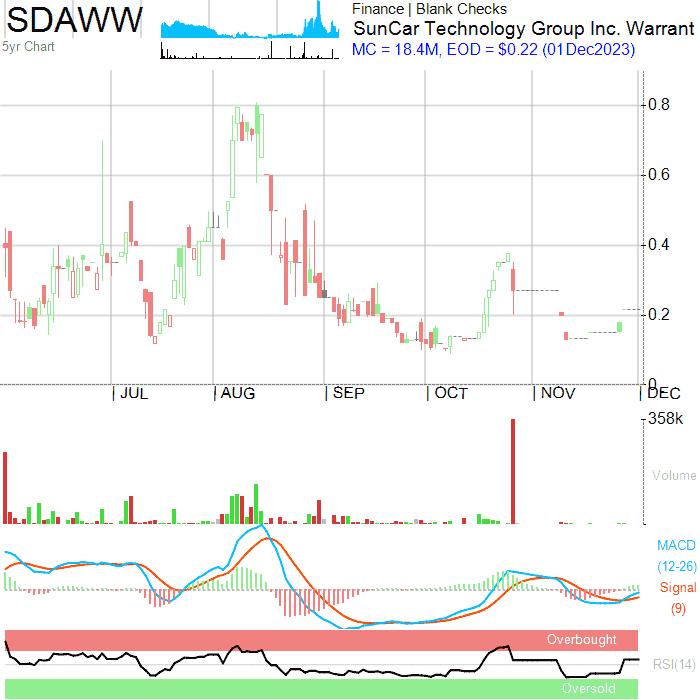 SDAWW
5yr Chart
Finance | Blank Checks
SunCar Technology Group Inc. Warrant
MC = 18.4M, EOD = $0.22 (01Dec2023)
0.8
0.6
0.4
0.2
0
JUL
AUG
SEP
OCT
NOV
DEC
358k
Volume
MACD
(12-26)
Signal
(9)
Overbought
RSI(14)
Oversold